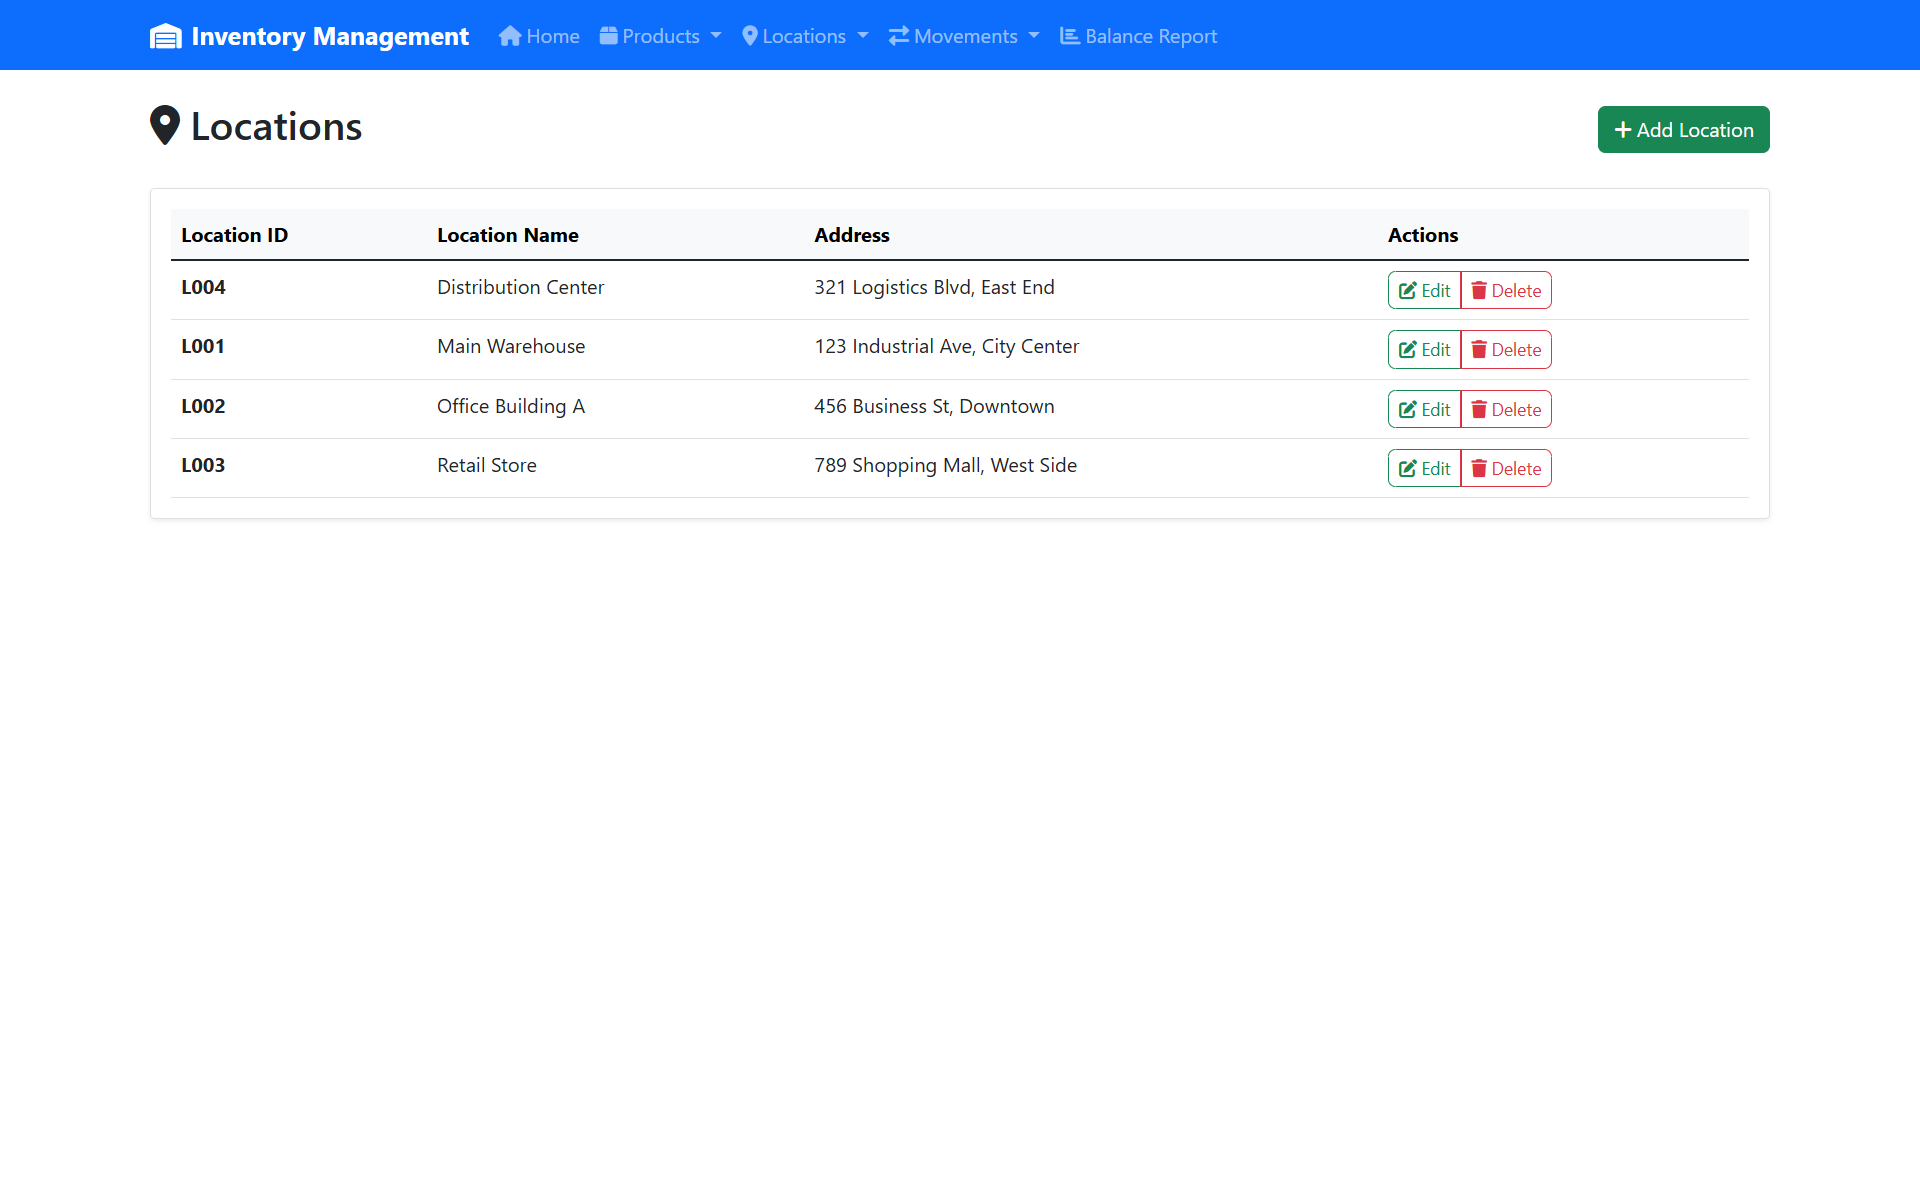 Inventory Management Home Products Locations Movements Balance Report
Locations
Add Location
Location ID Location Name Address Actions
L004 Distribution Center 321 Logistics Blvd, East End Edit Delete
L001 Main Warehouse 123 Industrial Ave, City Center Edit Delete
L002 Office Building A 456 Business St, Downtown Edit Delete
L003 Retail Store 789 Shopping Mall, West Side Edit Delete